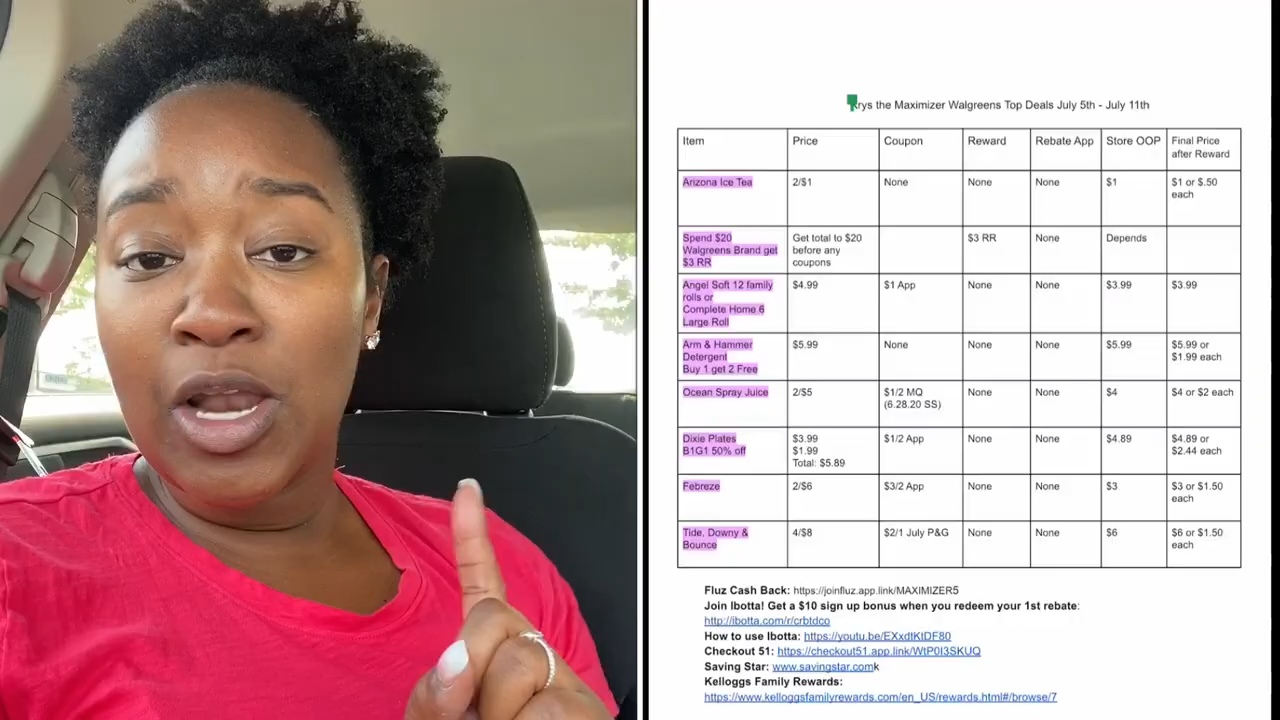 Krys the Maximizer Walgreens Top Deals July 5th - July 11th
Item Price Coupon Reward Rebate App Store OOP Final Price
after Reward
Arizona Ice Tea 2/$1 None None None $1 $1 or $.50
each
Spend $20 Get total to $20 $3 RR None Depends
Walgreens Brand get before any
$3 RR coupons
Angel Soft 12 family $4.99 $1 App None None $3.99 $3.99
rolls or
Complete Home 6
Large Roll
Arm & Hammer $5.99 None None None $5.99 $5.99 or
Detergent $1.99 each
Buy 1 get 2 Free
Ocean Spray Juice 2/$5 $1/2 MQ None None $4 $4 or $2 each
(6.28.20 SS)
Dixie Plates $3.99 $1/2 App None None $4.89 $4.89 or
B1G1 50% off $1.99 $2.44 each
Total: $5.89
Febreze 2/$6 $3/2 App None None $3 $3 or $1.50
each
Tide, Downy & 4/$8 $2/1 July P&G None None $6 $6 or $1.50
Bounce each
Fluz Cash Back: https://joinfluz.app.link/MAXIMIZER5
Join Ibotta! Get a $10 sign up bonus when you redeem your 1st rebate:
http://ibotta.com/r/crbtdco
How to use Ibotta: https://youtu.be/EXxdtKtDF80
Checkout 51: https://checkout51.app.link/WtP0I3SKUQ
Saving Star: www.savingstar.comk
Kelloggs Family Rewards:
https://www.kelloggsfamilyrewards.com/en_US/rewards.html#/browse/7